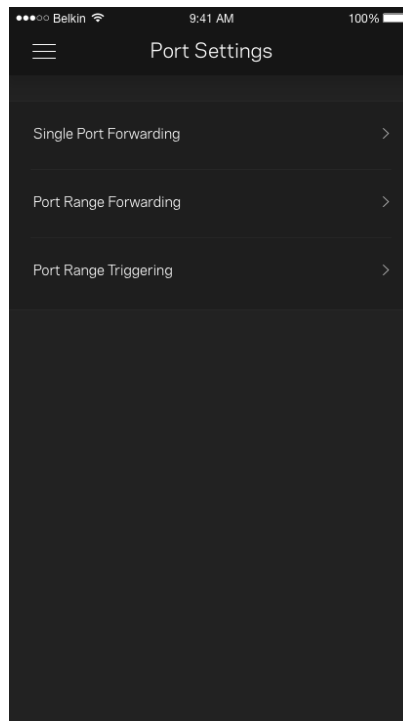 Belkin 9:41 AM 100%
Port Settings
Single Port Forwarding
Port Range Forwarding
Port Range Triggering